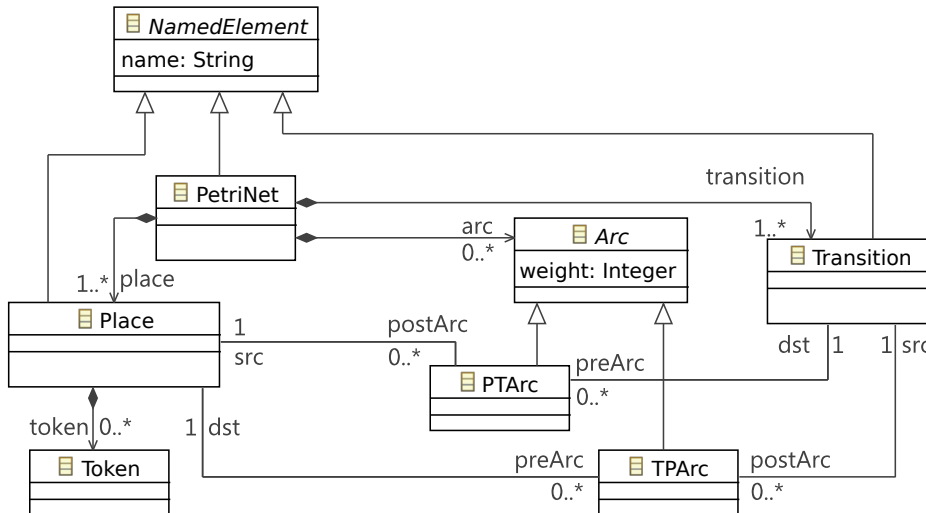 NamedElement
name: String
PetriNet
transition
arc
0..*
Arc
weight: Integer
1..*
Transition
1..*
place
Place
1
src
postArc
0..*
dst
1
1
src
preArc
0..*
PTArc
token
0..*
1
dst
Token
preArc
0..*
TPArc
postArc
0..*